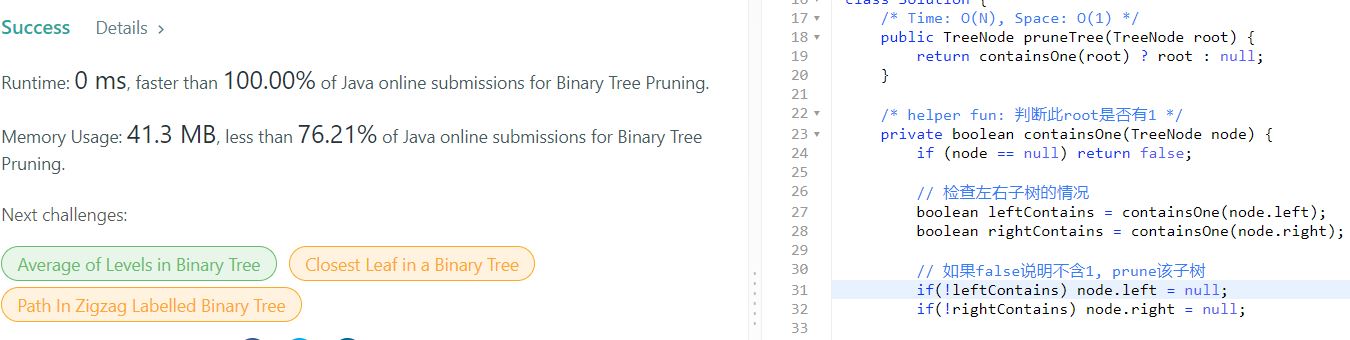 Success Details >
Runtime: 0 ms, faster than 100.00% of Java online submissions for Binary Tree Pruning.
Memory Usage: 41.3 MB, less than 76.21% of Java online submissions for Binary Tree
Pruning.
Next challenges:
Average of Levels in Binary Tree
Closest Leaf in a Binary Tree
Path In Zigzag Labelled Binary Tree
16 class Solution {
17 /* Time: O(N), Space: O(1) */
18 public TreeNode pruneTree(TreeNode root) {
19 return containsOne(root) ? root : null;
20 }
21
22 /* helper fun: 判断此root是否有1 */
23 private boolean containsOne(TreeNode node) {
24 if (node == null) return false;
25
26 // 检查左右子树的情况
27 boolean leftContains = containsOne(node.left);
28 boolean rightContains = containsOne(node.right);
29
30 // 如果false说明不含1, prune该子树
31 if(!leftContains) node.left = null;
32 if(!rightContains) node.right = null;
33